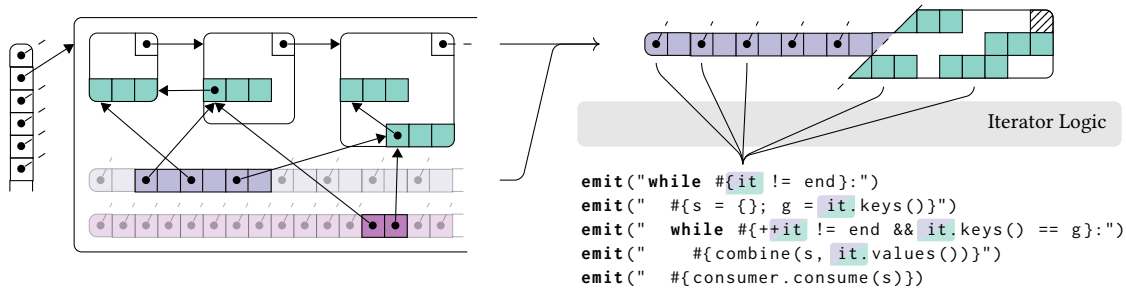 Iterator Logic
emit("while #{it != end}:")
emit("  #{s = {}; g = it.keys()}")
emit("  while #{++it != end && it.keys() == g}:")
emit("    #{combine(s, it.values())}")
emit("  #{consumer.consume(s)})